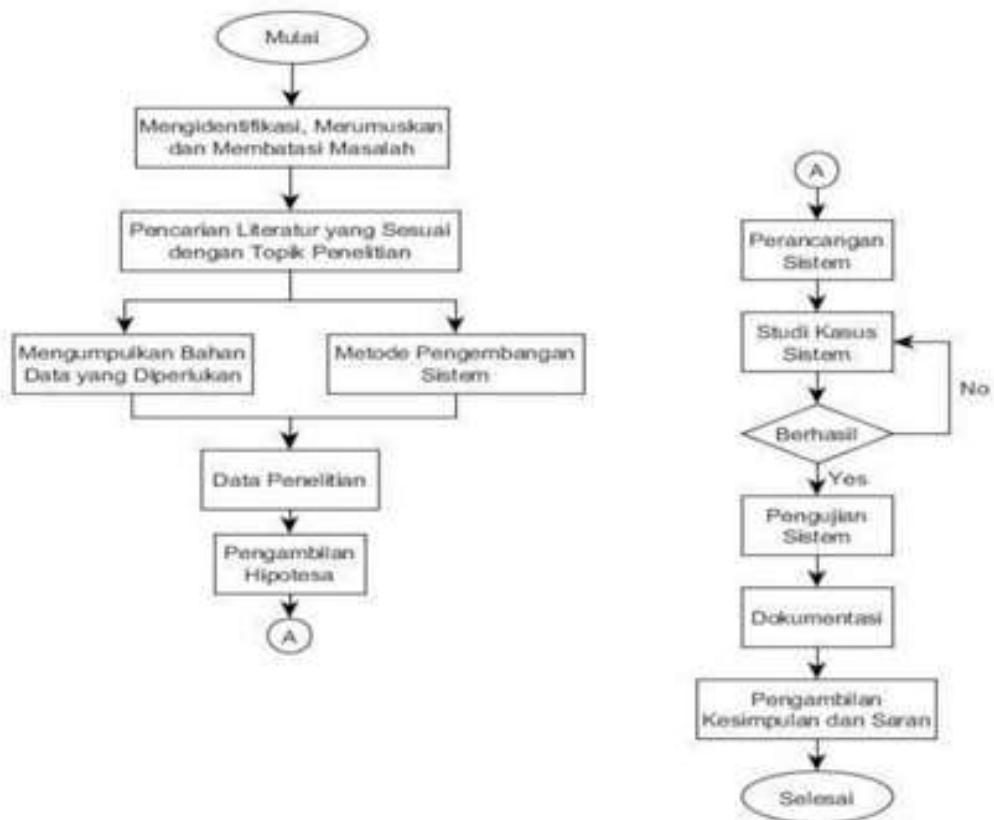 Mulai
Mengidentifikasi, Merumuskan
dan Membatasi Masalah
Pencarian Literatur yang Sesuai
dengan Topik Penelitian
Mengumpulkan Bahan
Data yang Diperlukan
Metode Pengembangan
Sistem
Data Penelitian
Pengambilan
Hipotesa
A
A
Perancangan
Sistem
Studi Kasus
Sistem
No
Berhasil
Yes
Pengujian
Sistem
Dokumentasi
Pengambilan
Kesimpulan dan Saran
Selesai